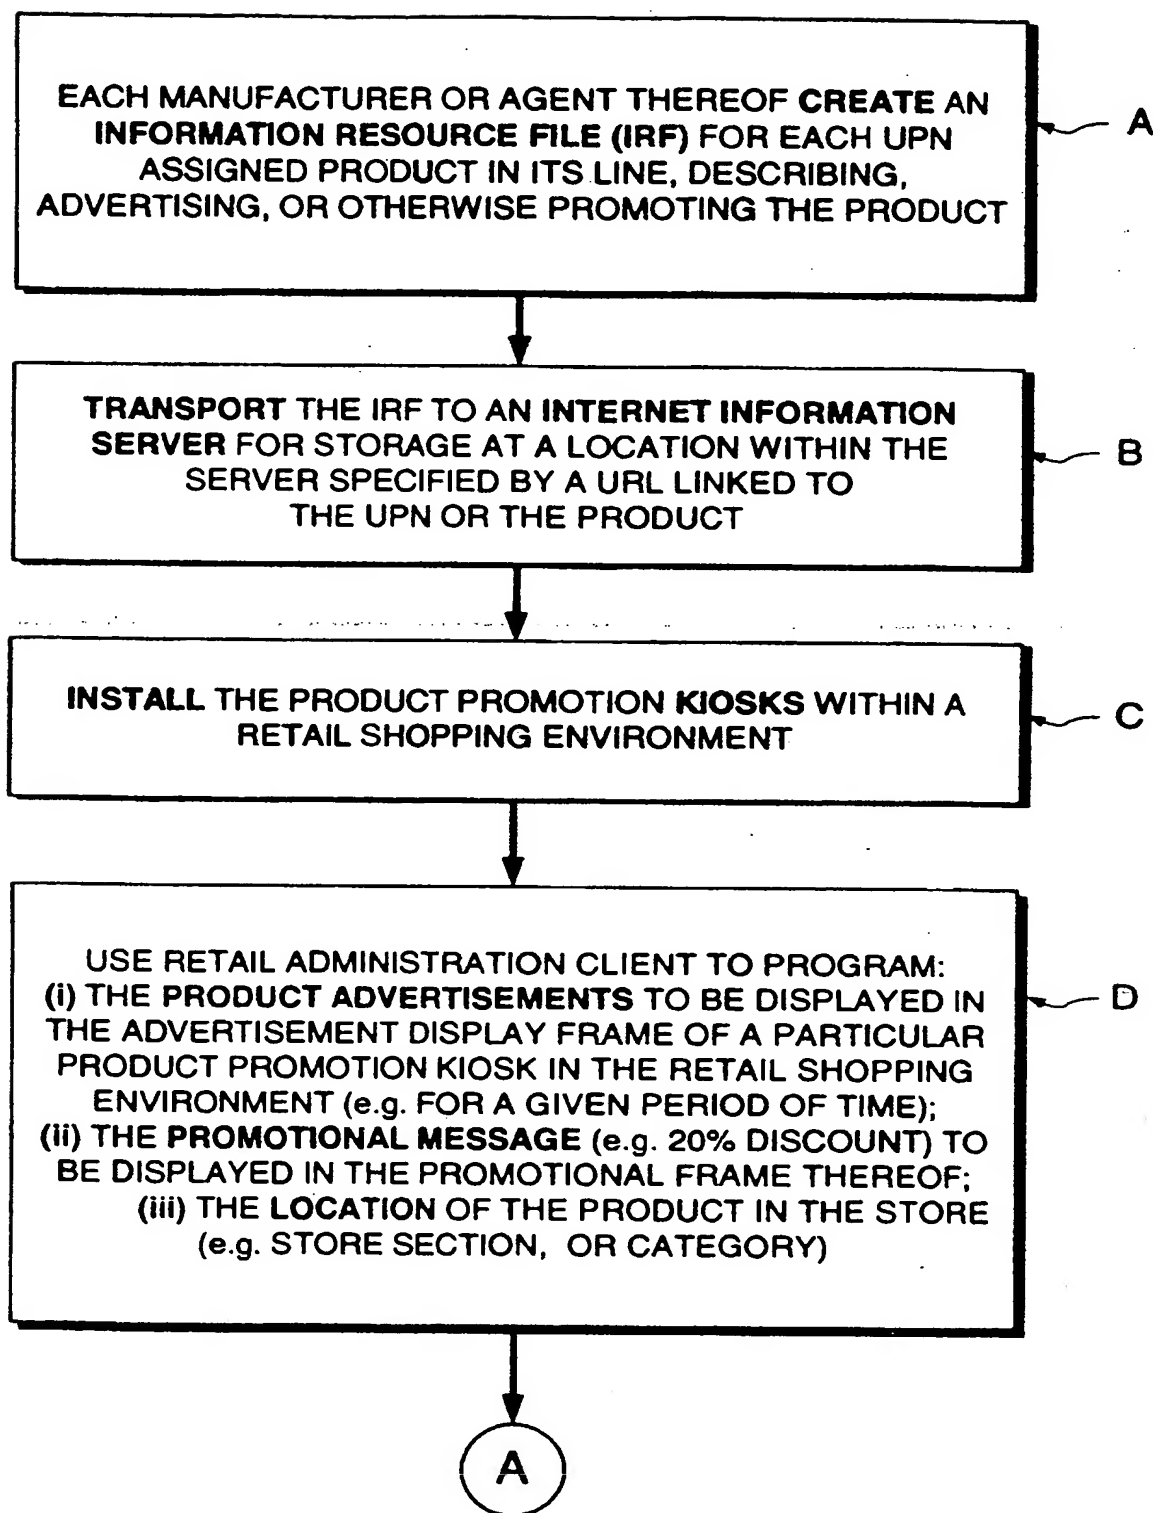 EACH MANUFACTURER OR AGENT THEREOF CREATE AN
INFORMATION RESOURCE FILE (IRF) FOR EACH UPN
ASSIGNED PRODUCT IN ITS LINE, DESCRIBING,
ADVERTISING, OR OTHERWISE PROMOTING THE PRODUCT
A
TRANSPORT THE IRF TO AN INTERNET INFORMATION
SERVER FOR STORAGE AT A LOCATION WITHIN THE
SERVER SPECIFIED BY A URL LINKED TO
THE UPN OR THE PRODUCT
B
INSTALL THE PRODUCT PROMOTION KIOSKS WITHIN A
RETAIL SHOPPING ENVIRONMENT
C
USE RETAIL ADMINISTRATION CLIENT TO PROGRAM:
(i) THE PRODUCT ADVERTISEMENTS TO BE DISPLAYED IN
THE ADVERTISEMENT DISPLAY FRAME OF A PARTICULAR
PRODUCT PROMOTION KIOSK IN THE RETAIL SHOPPING
ENVIRONMENT (e.g. FOR A GIVEN PERIOD OF TIME);
(ii) THE PROMOTIONAL MESSAGE (e.g. 20% DISCOUNT) TO
BE DISPLAYED IN THE PROMOTIONAL FRAME THEREOF;
(iii) THE LOCATION OF THE PRODUCT IN THE STORE
(e.g. STORE SECTION, OR CATEGORY)
D
A